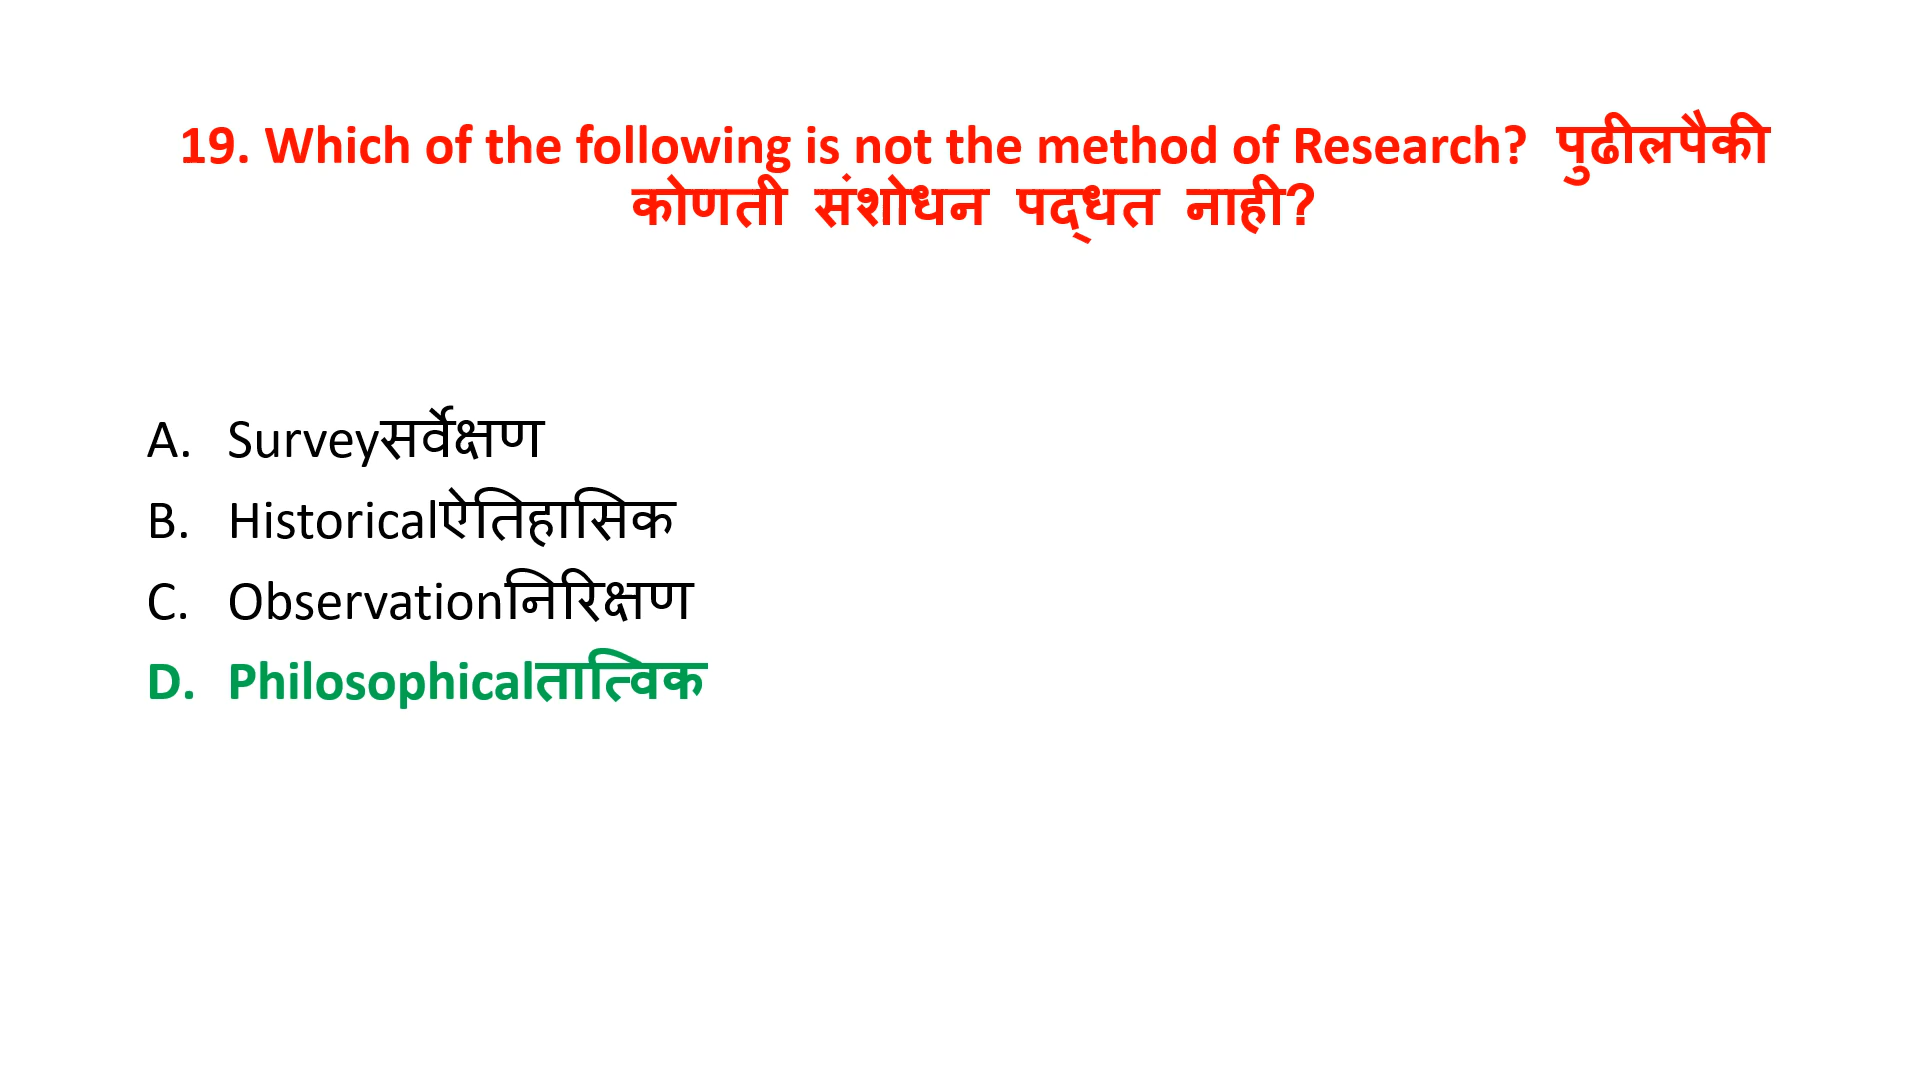 19. Which of the following is not the method of Research? पुढीलपैकी
कोणती संशोधन पद्धत नाही?
A. Surveyसर्वेक्षण
B. Historicalऐतिहासिक
C. Observationनिरिक्षण
D. Philosophicalतात्विक